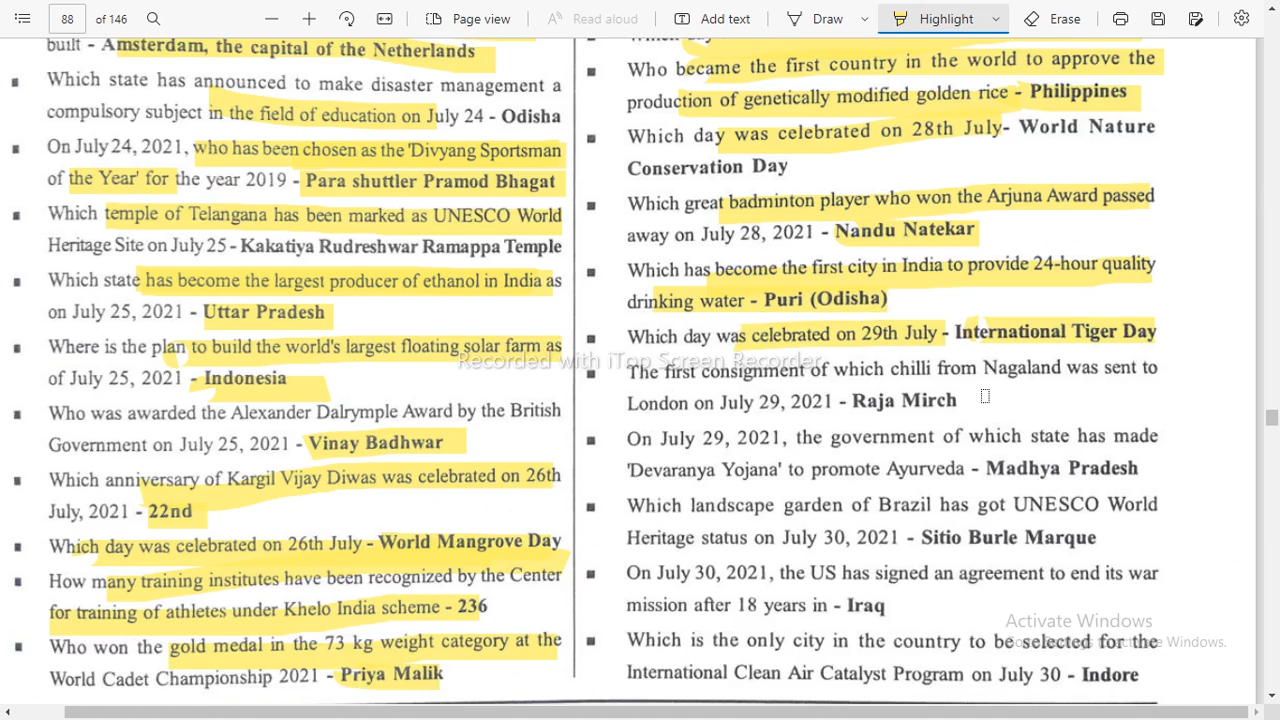 88 of 146 Page view Read aloud Add text Draw Highlight Erase
built - Amsterdam, the capital of the Netherlands
Which state has announced to make disaster management a
compulsory subject in the field of education on July 24 - Odisha
On July 24, 2021, who has been chosen as the 'Divyang Sportsman
of the Year' for the year 2019 - Para shuttler Pramod Bhagat
Which temple of Telangana has been marked as UNESCO World
Heritage Site on July 25 - Kakatiya Rudreshwar Ramappa Temple
Which state has become the largest producer of ethanol in India as
on July 25, 2021 - Uttar Pradesh
Where is the plan to build the world's largest floating solar farm as
of July 25, 2021 - Indonesia
Who was awarded the Alexander Dalrymple Award by the British
Government on July 25, 2021 - Vinay Badhwar
Which anniversary of Kargil Vijay Diwas was celebrated on 26th
July, 2021 - 22nd
Which day was celebrated on 26th July - World Mangrove Day
How many training institutes have been recognized by the Center
for training of athletes under Khelo India scheme - 236
Who won the gold medal in the 73 kg weight category at the
World Cadet Championship 2021 - Priya Malik
Who became the first country in the world to approve the
production of genetically modified golden rice - Philippines
Which day was celebrated on 28th July- World Nature
Conservation Day
Which great badminton player who won the Arjuna Award passed
away on July 28, 2021 - Nandu Natekar
Which has become the first city in India to provide 24-hour quality
drinking water - Puri (Odisha)
Which day was celebrated on 29th July - International Tiger Day
The first consignment of which chilli from Nagaland was sent to
London on July 29, 2021 - Raja Mirch
On July 29, 2021, the government of which state has made
'Devaranya Yojana' to promote Ayurveda - Madhya Pradesh
Which landscape garden of Brazil has got UNESCO World
Heritage status on July 30, 2021 - Sitio Burle Marque
On July 30, 2021, the US has signed an agreement to end its war
mission after 18 years in - Iraq
Which is the only city in the country to be selected for the
International Clean Air Catalyst Program on July 30 - Indore
Recorded with iTop Screen Recorder
Activate Windows
Go to Settings to activate Windows.